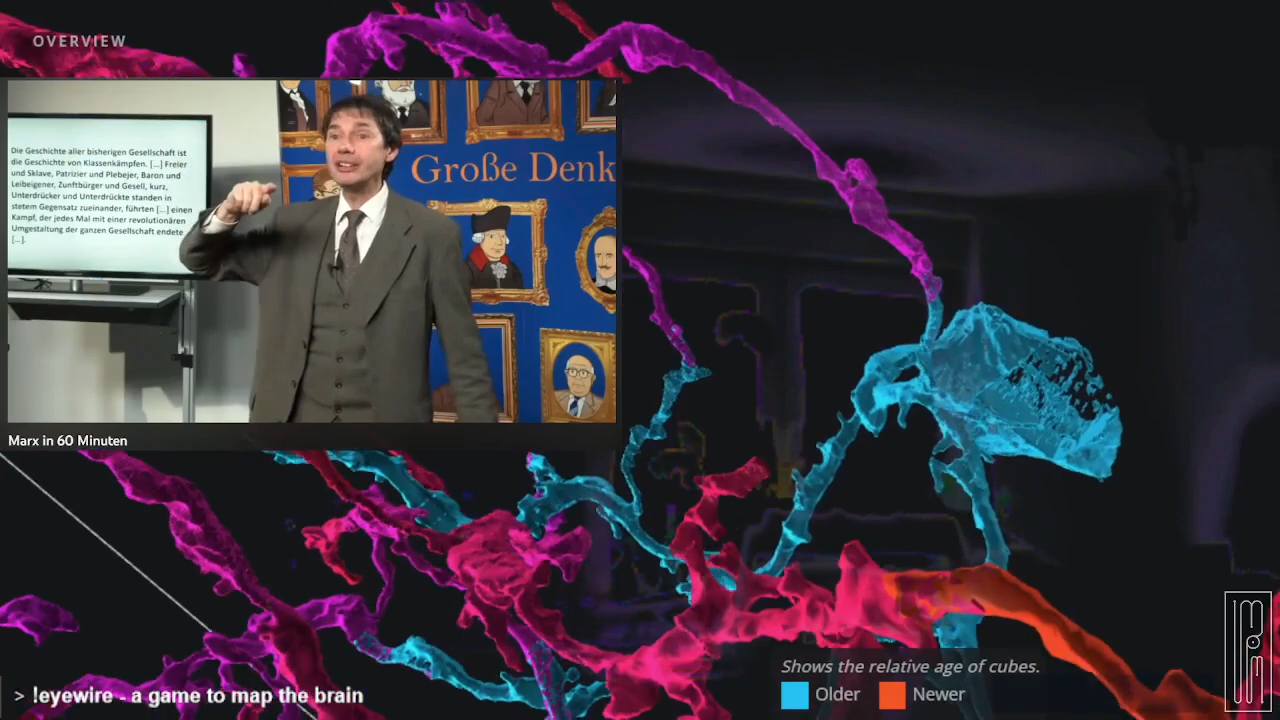 OVERVIEW
Die Geschichte aller bisherigen Gesellschaft ist
die Geschichte von Klassenkämpfen. [...] Freier
und Sklave, Patrizier und Plebejer, Baron und
Leibeigener, Zunftbürger und Gesell, kurz,
Unterdrücker und Unterdrückte standen in
stetem Gegensatz zueinander, führten [...] einen
Kampf, der jedes Mal mit einer revolutionären
Umgestaltung der ganzen Gesellschaft endete
[...].
Große Denk
Marx in 60 Minuten
Shows the relative age of cubes.
Older
Newer
> !eyewire - a game to map the brain